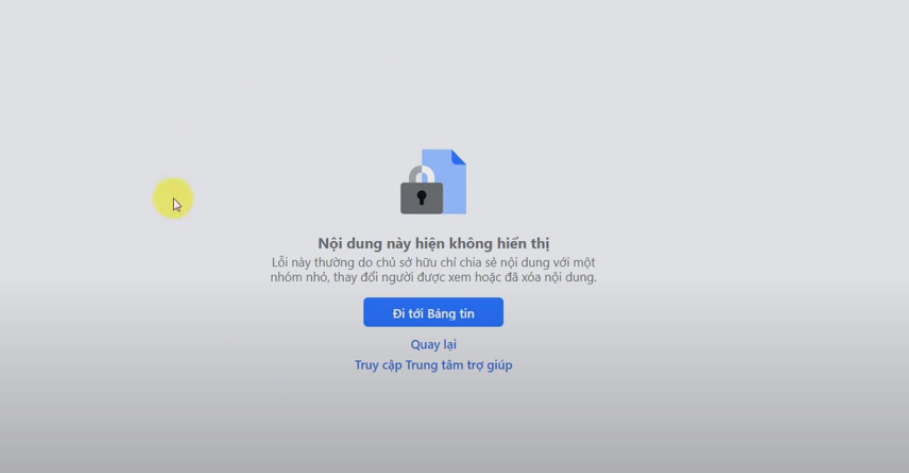 Nội dung này hiện không hiển thị
Lỗi này thường do chủ sở hữu chỉ chia sẻ nội dung với một
nhóm nhỏ, thay đổi người được xem hoặc đã xóa nội dung.
Đi tới Bảng tin
Quay lại
Truy cập Trung tâm trợ giúp